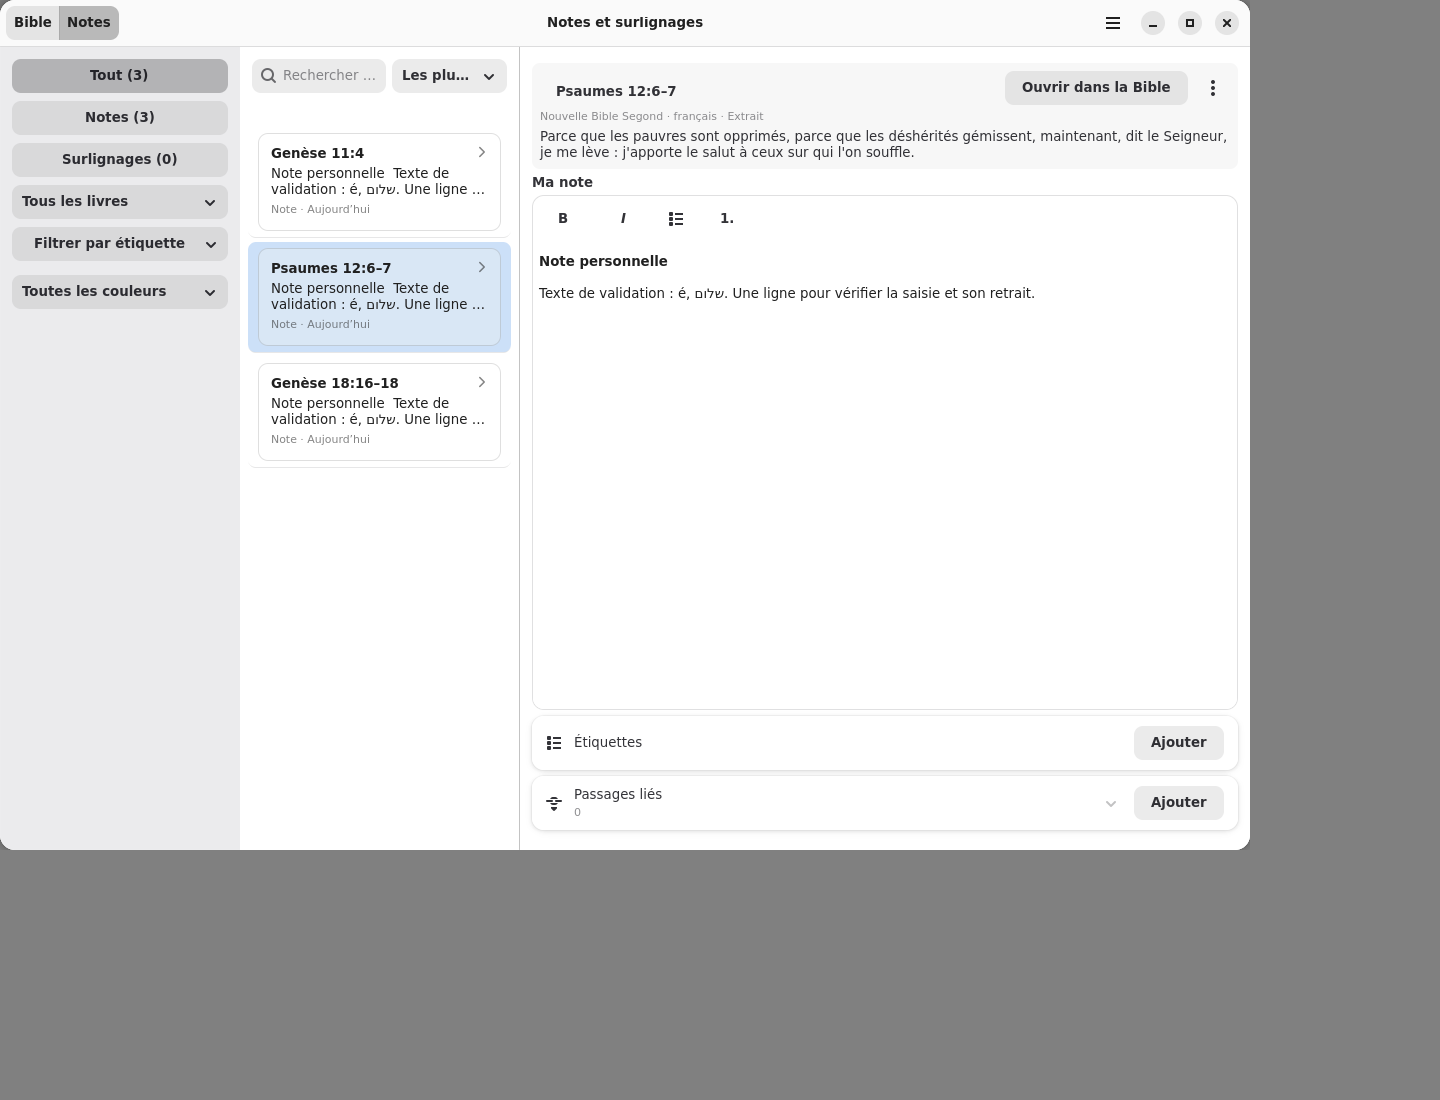 Bible
Notes
Notes et surlignages
Tout (3)
Notes (3)
Surlignages (0)
Tous les livres
Filtrer par étiquette
Toutes les couleurs
Rechercher …
Les plu…
Genèse 11:4
Note personnelle  Texte de
validation : é, שלום. Une ligne …
Note · Aujourd’hui
Psaumes 12:6–7
Note personnelle  Texte de
validation : é, שלום. Une ligne …
Note · Aujourd’hui
Genèse 18:16–18
Note personnelle  Texte de
validation : é, שלום. Une ligne …
Note · Aujourd’hui
Psaumes 12:6–7
Ouvrir dans la Bible
Nouvelle Bible Segond · français · Extrait
Parce que les pauvres sont opprimés, parce que les déshérités gémissent, maintenant, dit le Seigneur,
je me lève : j'apporte le salut à ceux sur qui l'on souffle.
Ma note
B I 1.
Note personnelle
Texte de validation : é, שלום. Une ligne pour vérifier la saisie et son retrait.
Étiquettes
Ajouter
Passages liés
0
Ajouter